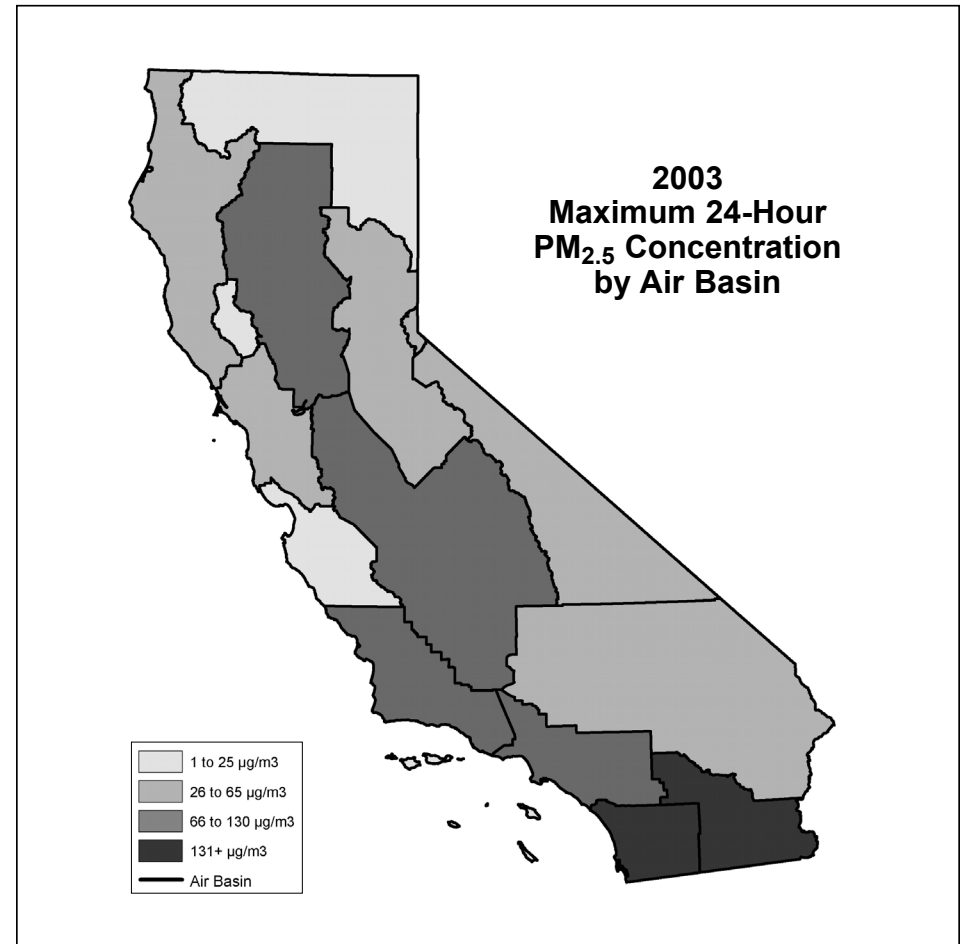 2003
Maximum 24-Hour
PM2.5 Concentration
by Air Basin
1 to 25 µg/m3
26 to 65 µg/m3
66 to 130 µg/m3
131+ µg/m3
Air Basin